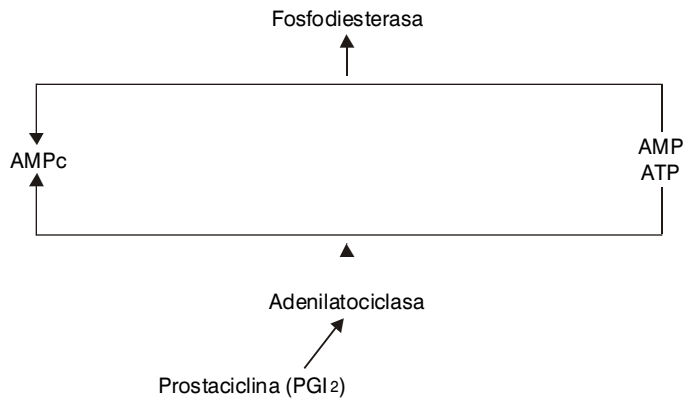 Fosfodiesterasa
AMPc
AMP
ATP
Adenilatociclasa
Prostaciclina (PGI2)